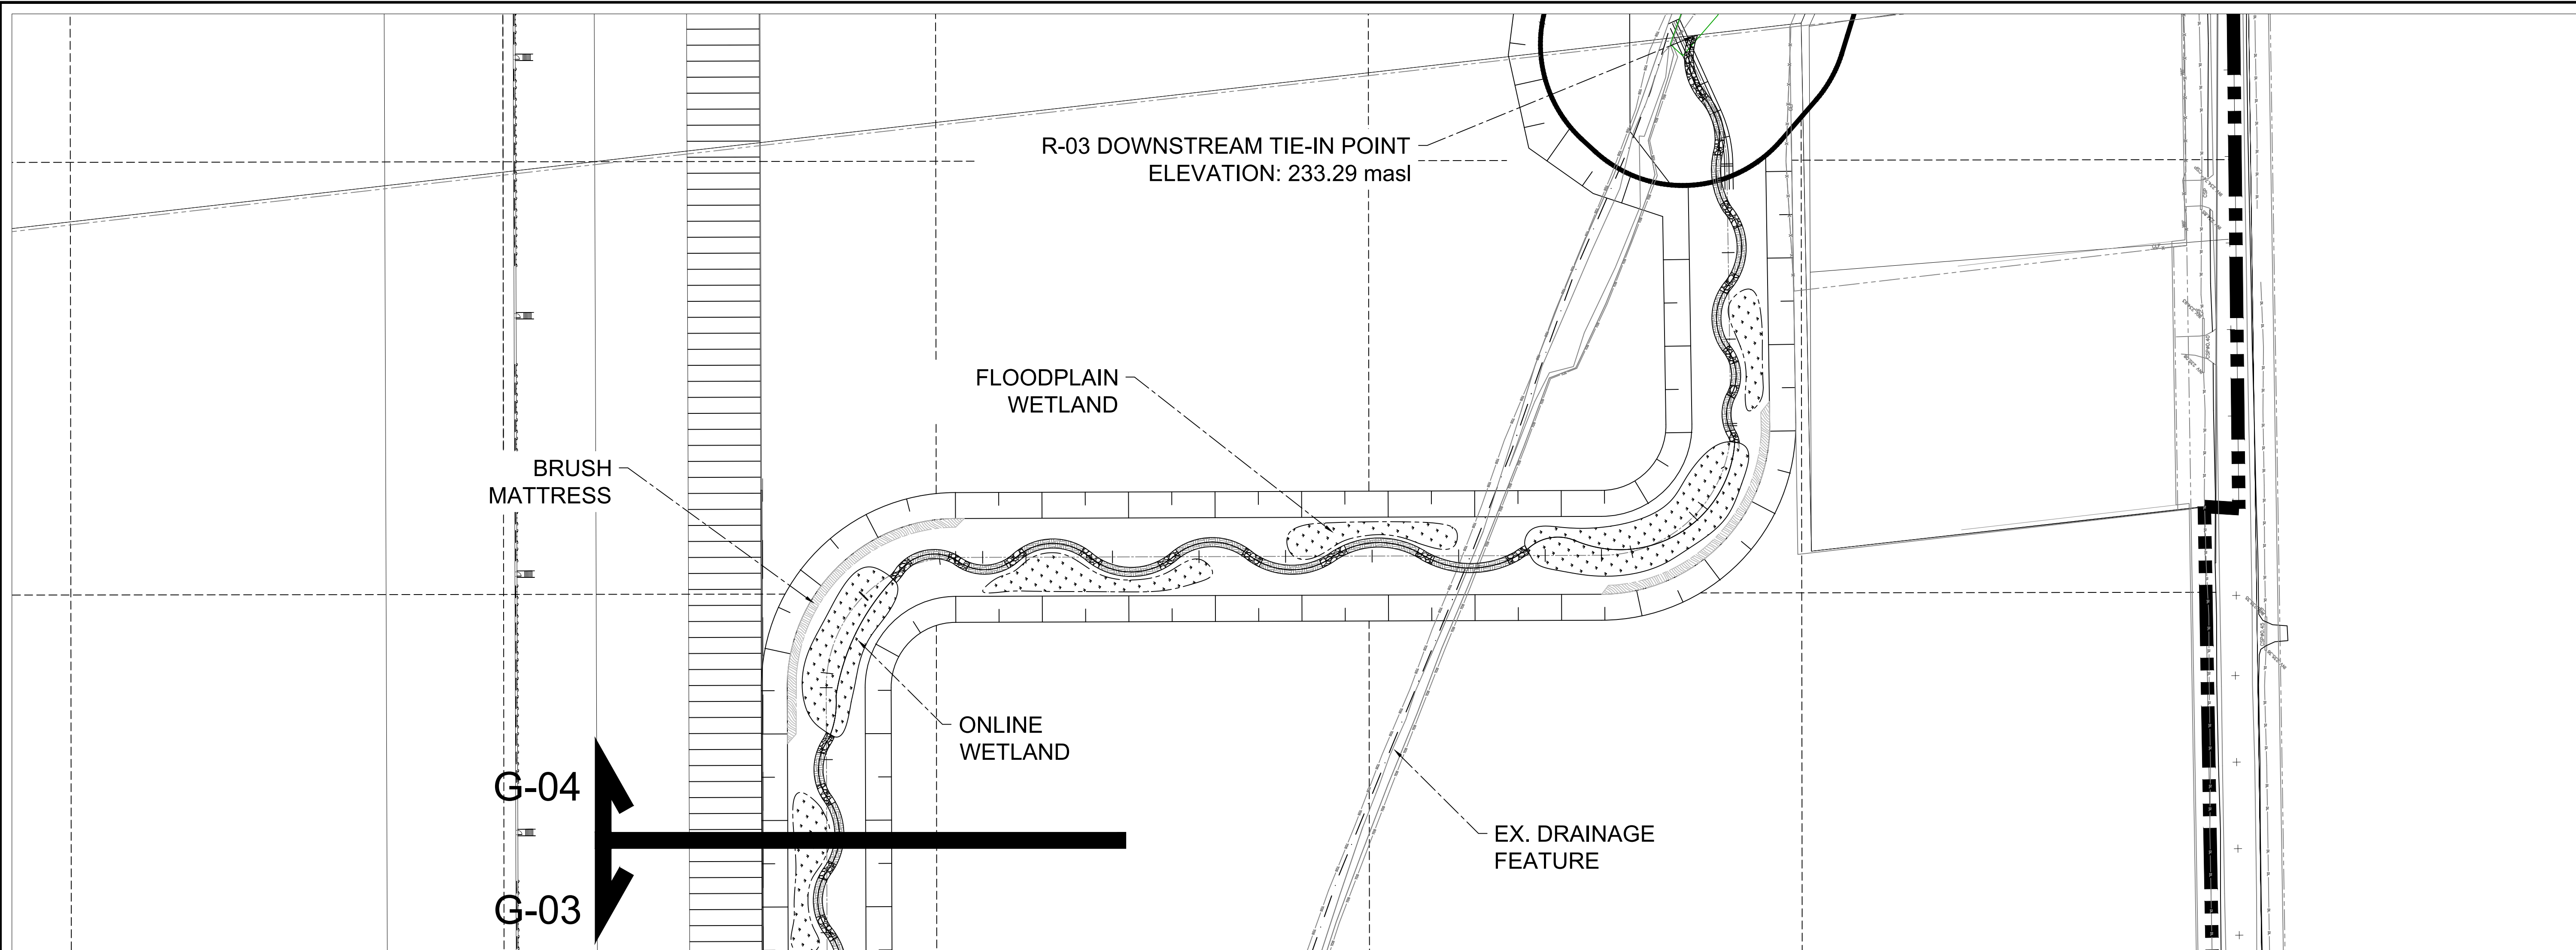 R-03 DOWNSTREAM TIE-IN POINT
ELEVATION: 233.29 masl
FLOODPLAIN
WETLAND
BRUSH
MATTRESS
ONLINE
WETLAND
G-04
EX. DRAINAGE
FEATURE
G-03